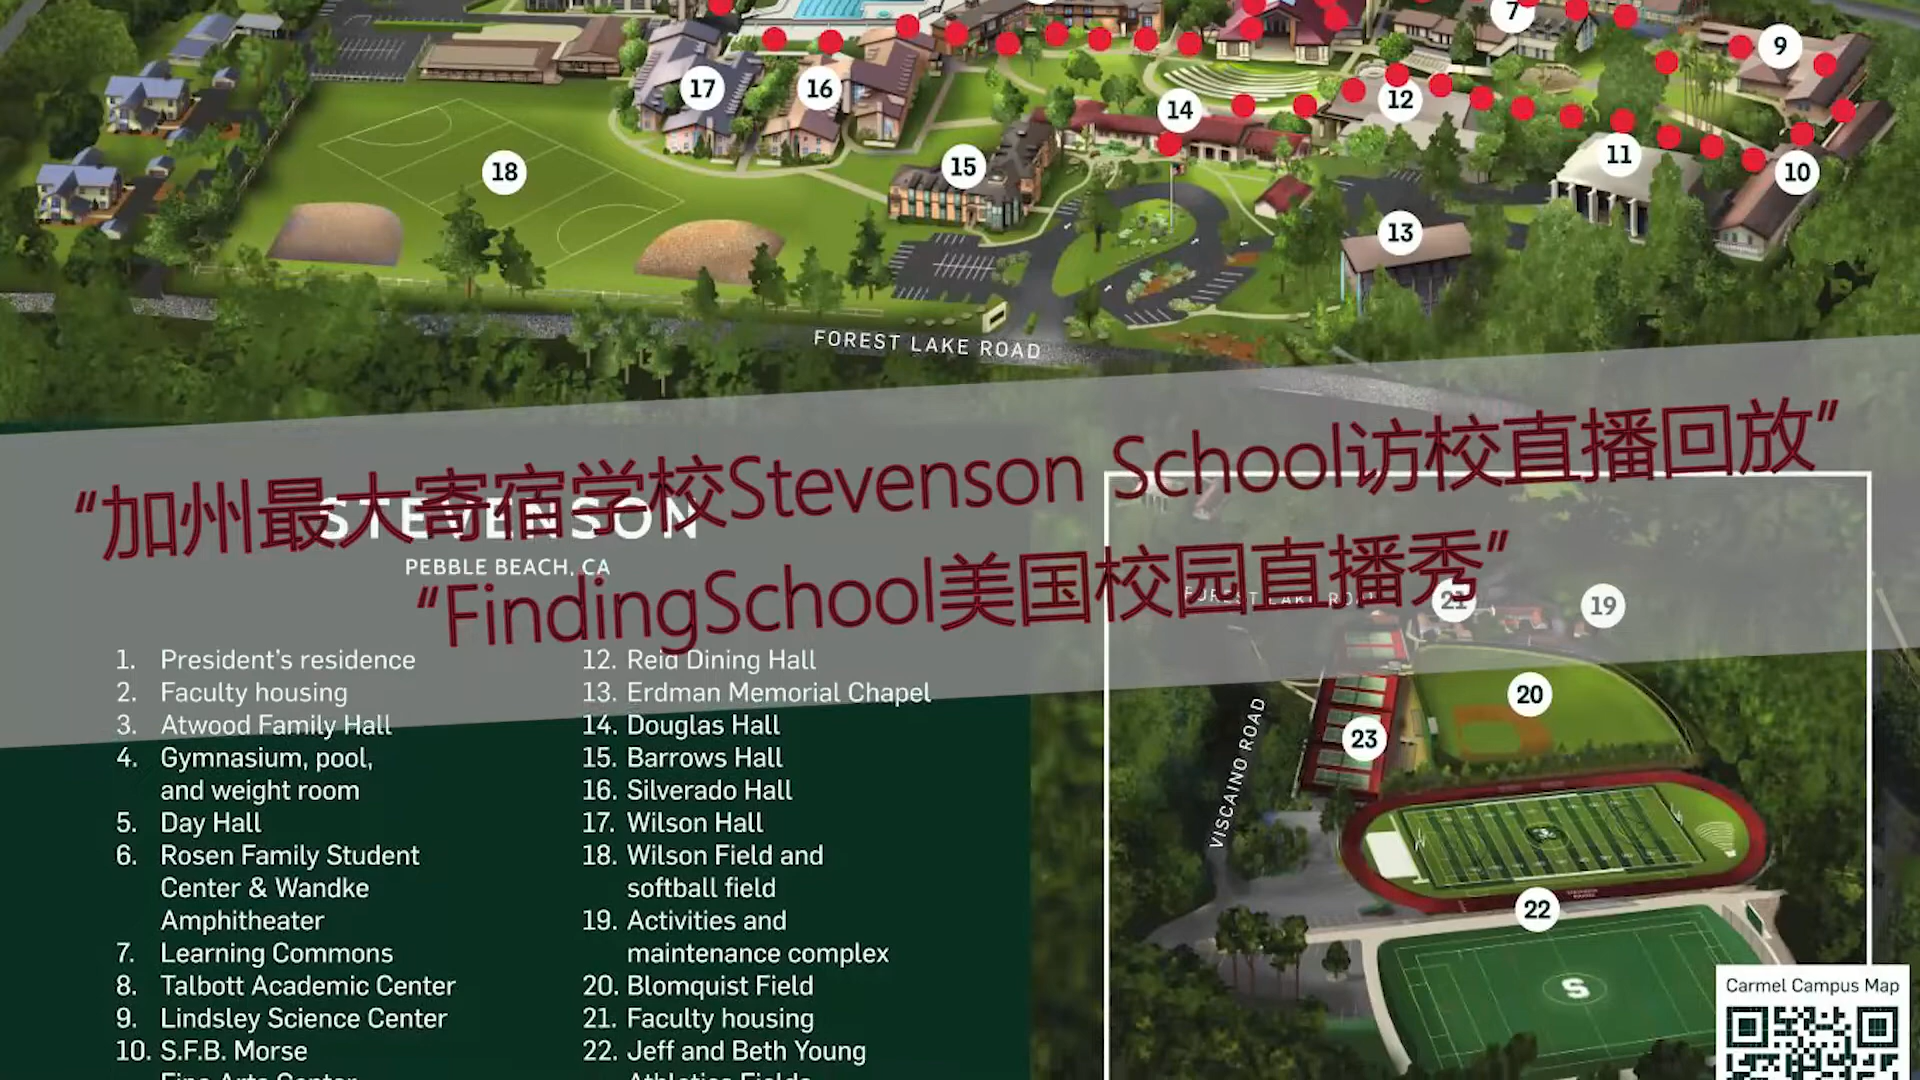 7
9
17
16
14
12
18
15
11
10
13
FOREST LAKE ROAD
“加州最大寄宿学校Stevenson School访校直播回放”
“FindingSchool美国校园直播秀”
STEVENSON
PEBBLE BEACH, CA
1. President's residence
2. Faculty housing
3. Atwood Family Hall
4. Gymnasium, pool,
and weight room
5. Day Hall
6. Rosen Family Student
Center & Wandke
Amphitheater
7. Learning Commons
8. Talbott Academic Center
9. Lindsley Science Center
10. S.F.B. Morse
Fine Arts Center
12. Reid Dining Hall
13. Erdman Memorial Chapel
14. Douglas Hall
15. Barrows Hall
16. Silverado Hall
17. Wilson Hall
18. Wilson Field and
softball field
19. Activities and
maintenance complex
20. Blomquist Field
21. Faculty housing
22. Jeff and Beth Young
Athletics Fields
FOREST LAKE ROAD
21
19
20
23
VISCAINO ROAD
22
S
Carmel Campus Map